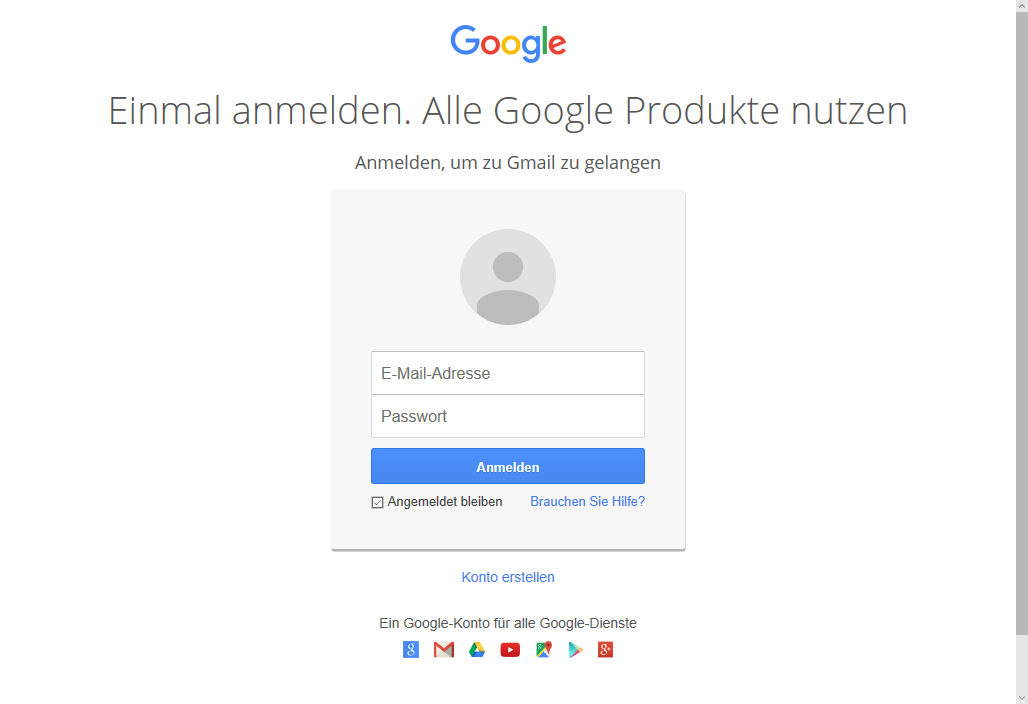 Google
Einmal anmelden. Alle Google Produkte nutzen
Anmelden, um zu Gmail zu gelangen
E-Mail-Adresse
Passwort
Anmelden
Angemeldet bleiben Brauchen Sie Hilfe?
Konto erstellen
Ein Google-Konto für alle Google-Dienste